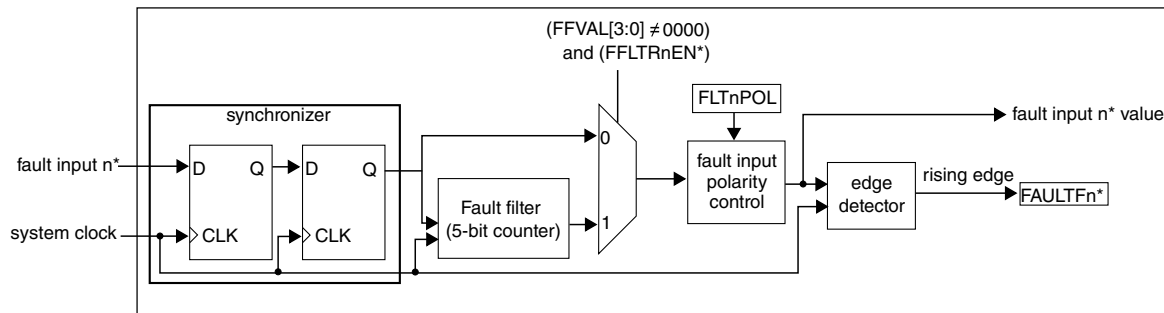 (FFVAL[3:0] ≠ 0000)
and (FFLTRnEN*)
synchronizer
FLTnPOL
fault input n*
D
Q
D
Q
0
fault input
polarity
control
fault input n* value
edge
detector
rising edge
FAULTFn*
Fault filter
(5-bit counter)
1
system clock
CLK
CLK